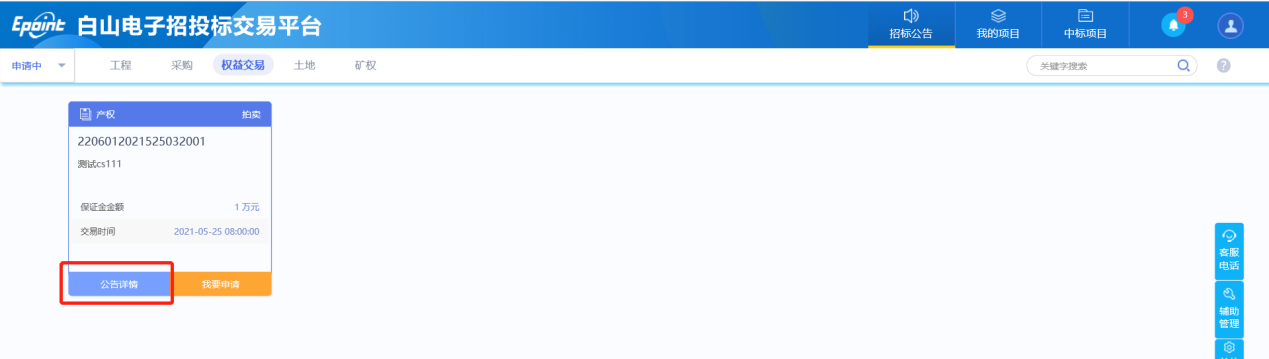 Epoint 白山电子招投标交易平台
招标公告 我的项目 中标项目 3
申请中 工程 采购 权益交易 土地 矿权 关键字搜索 ?
产权 拍卖
2206012021525032001
测试cs111
保证金金额 1 万元
交易时间 2021-05-25 08:00:00
公告详情 我要申请
客服
电话
辅助
管理